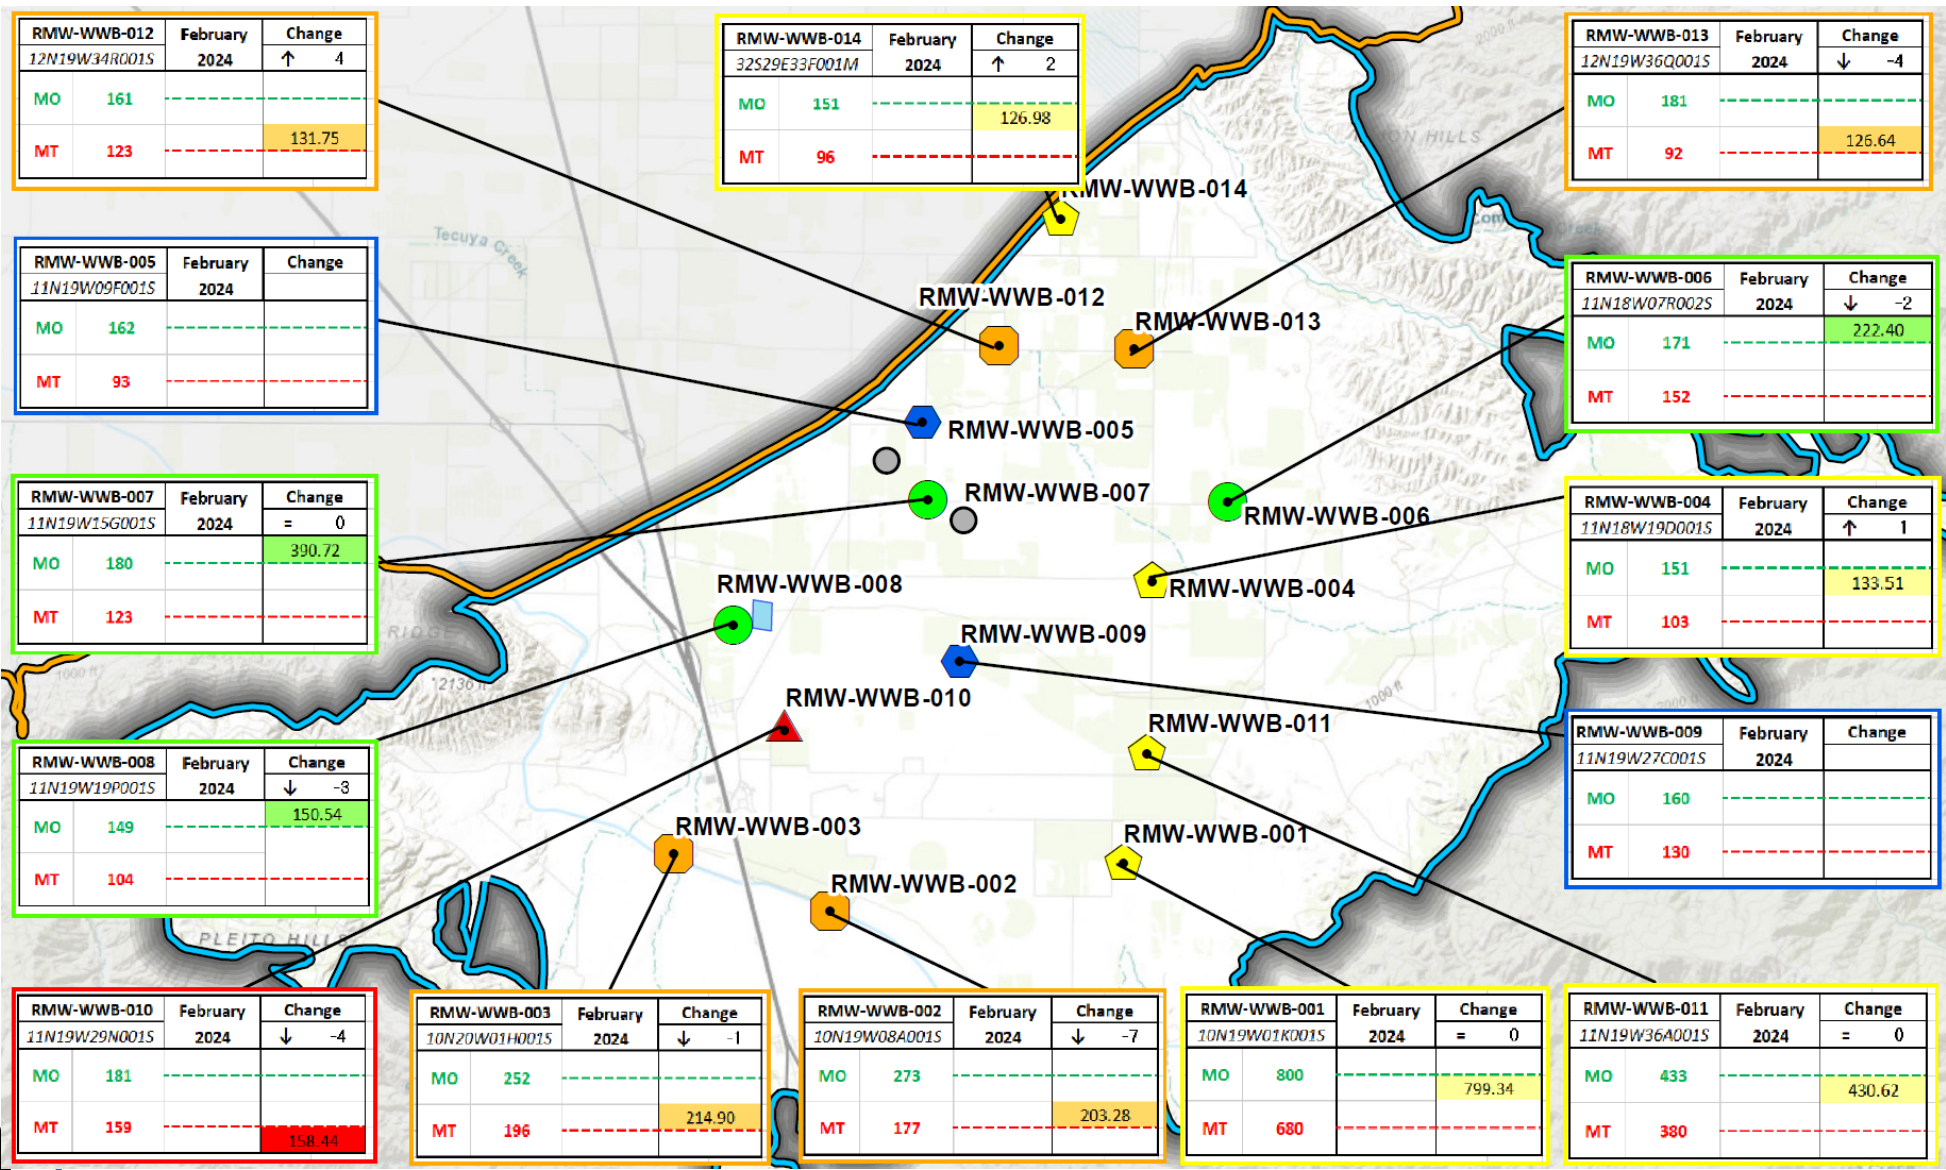 RMW-WWB-012 February Change
12N19W34R001S 2024 ↑ 4
MO 161
131.75
MT 123
RMW-WWB-014 February Change
32S29E33F001M 2024 ↑ 2
MO 151
126.98
MT 96
RMW-WWB-013 February Change
12N19W36Q001S 2024 ↓ -4
MO 181
126.64
MT 92
2000 ft
HILLS
RMW-WWB-014
Tecuya Creek
Creek
RMW-WWB-005 February Change
11N19W09F001S 2024
MO 162
MT 93
RMW-WWB-006 February Change
11N18W07R002S 2024 ↓ -2
222.40
MO 171
MT 152
RMW-WWB-012
RMW-WWB-013
RMW-WWB-005
RMW-WWB-007
RMW-WWB-006
RMW-WWB-007 February Change
11N19W15G001S 2024 = 0
390.72
MO 180
MT 123
RMW-WWB-004 February Change
11N18W19D001S 2024 ↑ 1
MO 151
133.51
MT 103
RMW-WWB-008
RMW-WWB-004
RIDGE
RMW-WWB-009
1000 ft
2136 ft
RMW-WWB-010
1000 ft
2000 ft
RMW-WWB-011
RMW-WWB-008 February Change
11N19W19P001S 2024 ↓ -3
150.54
MO 149
MT 104
RMW-WWB-009 February Change
11N19W27C001S 2024
MO 160
MT 130
RMW-WWB-003
RMW-WWB-001
RMW-WWB-002
PLEITO HILLS
RMW-WWB-010 February Change
11N19W29N001S 2024 ↓ -4
MO 181
MT 159
158.44
RMW-WWB-003 February Change
10N20W01H001S 2024 ↓ -1
MO 252
214.90
MT 196
RMW-WWB-002 February Change
10N19W08A001S 2024 ↓ -7
MO 273
203.28
MT 177
RMW-WWB-001 February Change
10N19W01K001S 2024 = 0
MO 800
799.34
MT 680
RMW-WWB-011 February Change
11N19W36A001S 2024 = 0
MO 433
430.62
MT 380